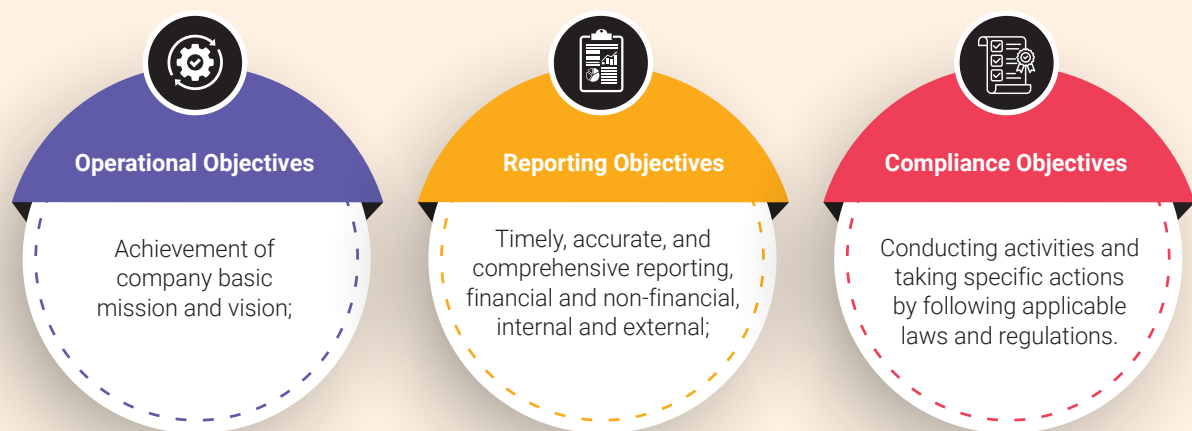 Operational Objectives
Achievement of
company basic
mission and vision;
Reporting Objectives
Timely, accurate, and
comprehensive reporting,
financial and non-financial,
internal and external;
Compliance Objectives
Conducting activities and
taking specific actions
by following applicable
laws and regulations.